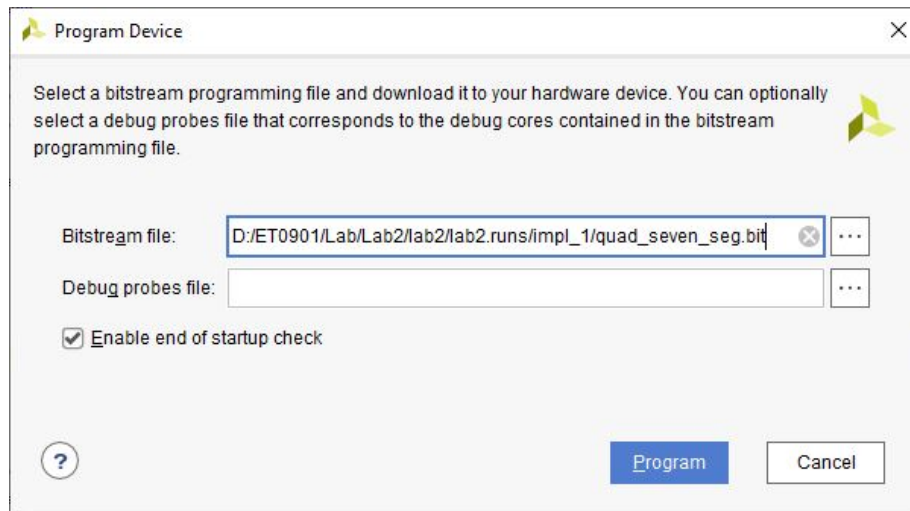 Program Device
Select a bitstream programming file and download it to your hardware device. You can optionally
select a debug probes file that corresponds to the debug cores contained in the bitstream
programming file.
Bitstream file: D:/ET0901/Lab/Lab2/lab2/lab2.runs/impl_1/quad_seven_seg.bit ...
Debug probes file: ...
Enable end of startup check
? Program Cancel